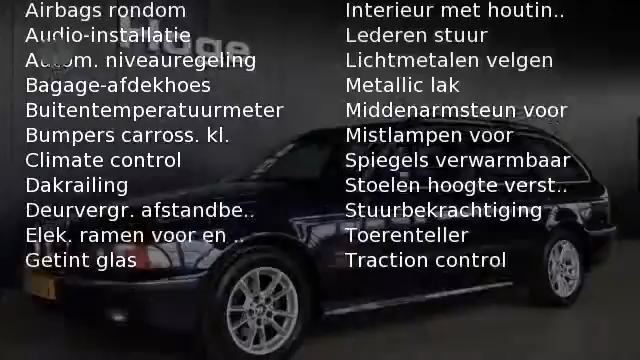 Airbags rondom
Audio-installatie
Autom. niveauregeling
Bagage-afdekhoes
Buitentemperatuurmeter
Bumpers carross. kl.
Climate control
Dakrailing
Deurvergr. afstandbe..
Elek. ramen voor en ..
Getint glas
Interieur met houtin..
Lederen stuur
Lichtmetalen velgen
Metallic lak
Middenarmsteun voor
Mistlampen voor
Spiegels verwarmbaar
Stoelen hoogte verst..
Stuurbekrachtiging
Toerenteller
Traction control
Huge